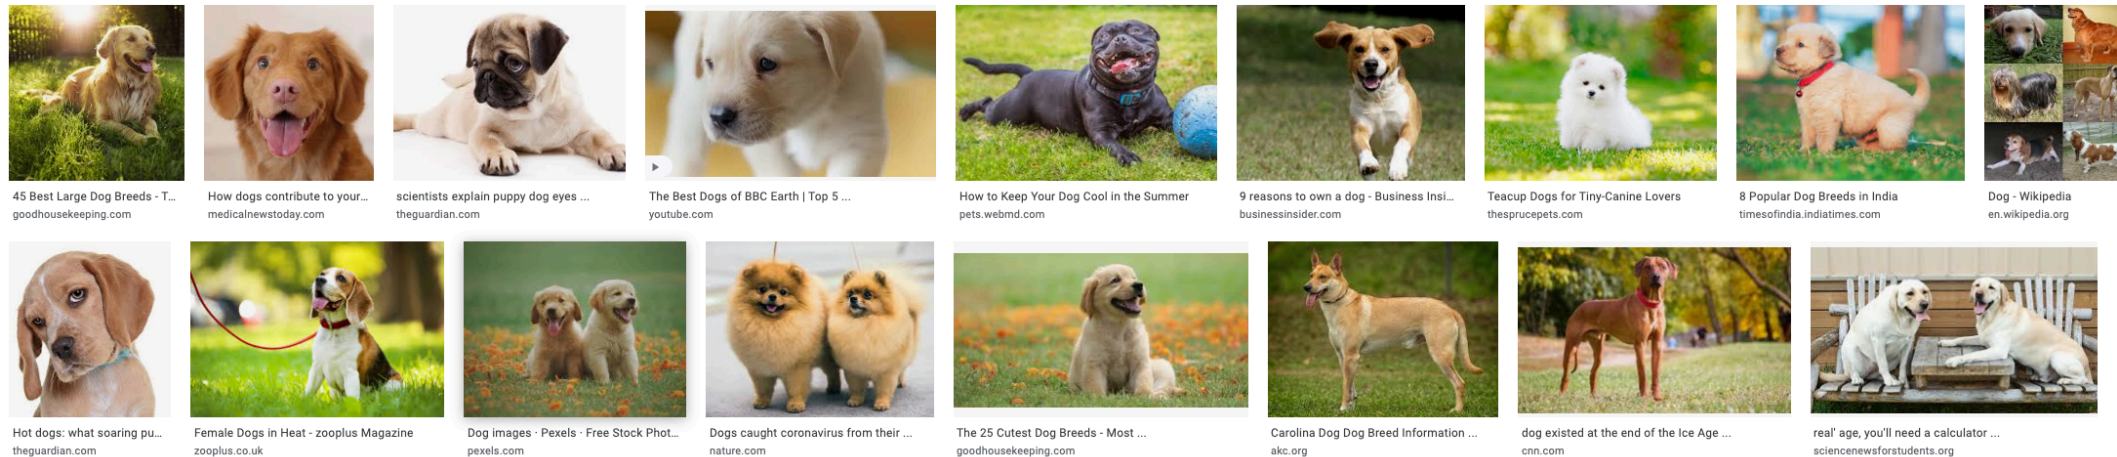 45 Best Large Dog Breeds - T...
goodhousekeeping.com
How dogs contribute to your...
medicalnewstoday.com
scientists explain puppy dog eyes ...
theguardian.com
The Best Dogs of BBC Earth | Top 5 ...
youtube.com
How to Keep Your Dog Cool in the Summer
pets.webmd.com
9 reasons to own a dog - Business Insi...
businessinsider.com
Teacup Dogs for Tiny-Canine Lovers
thesprucepets.com
8 Popular Dog Breeds in India
timesofindia.indiatimes.com
Dog - Wikipedia
en.wikipedia.org
Hot dogs: what soaring pu...
theguardian.com
Female Dogs in Heat - zooplus Magazine
zooplus.co.uk
Dog images · Pexels · Free Stock Phot...
pexels.com
Dogs caught coronavirus from their ...
nature.com
The 25 Cutest Dog Breeds - Most ...
goodhousekeeping.com
Carolina Dog Dog Breed Information ...
akc.org
dog existed at the end of the Ice Age ...
cnn.com
real' age, you'll need a calculator ...
sciencenewsforstudents.org